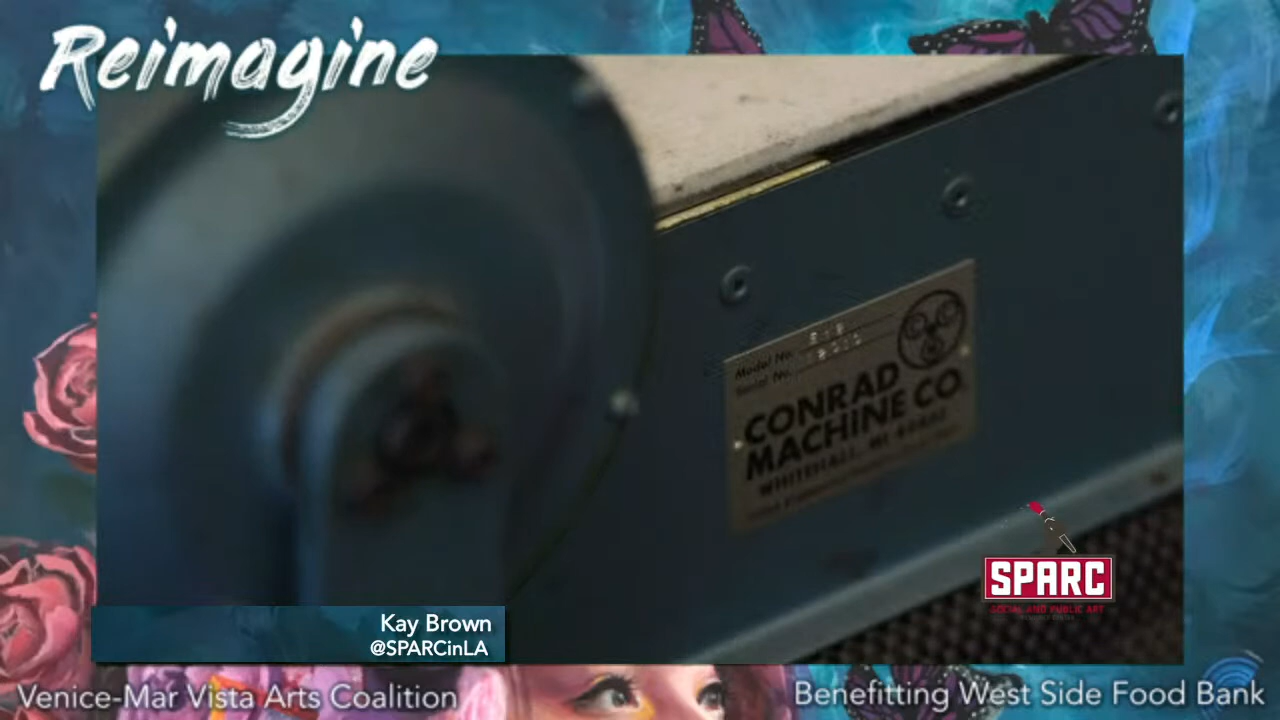 Reimagine
Model No.
Serial No.
CONRAD
MACHINE CO.
WHITEHALL, MI
SPARC
SOCIAL AND PUBLIC ART
Kay Brown
@SPARCinLA
Venice-Mar Vista Arts Coalition
Benefitting West Side Food Bank